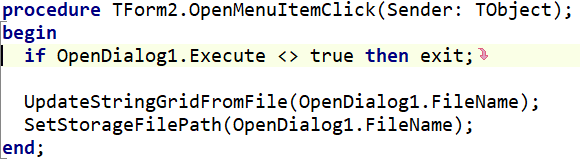 procedure TForm2.OpenMenuItemClick(Sender: TObject);
begin
  if OpenDialog1.Execute <> true then exit;

  UpdateStringGridFromFile(OpenDialog1.FileName);
  SetStorageFilePath(OpenDialog1.FileName);
end;